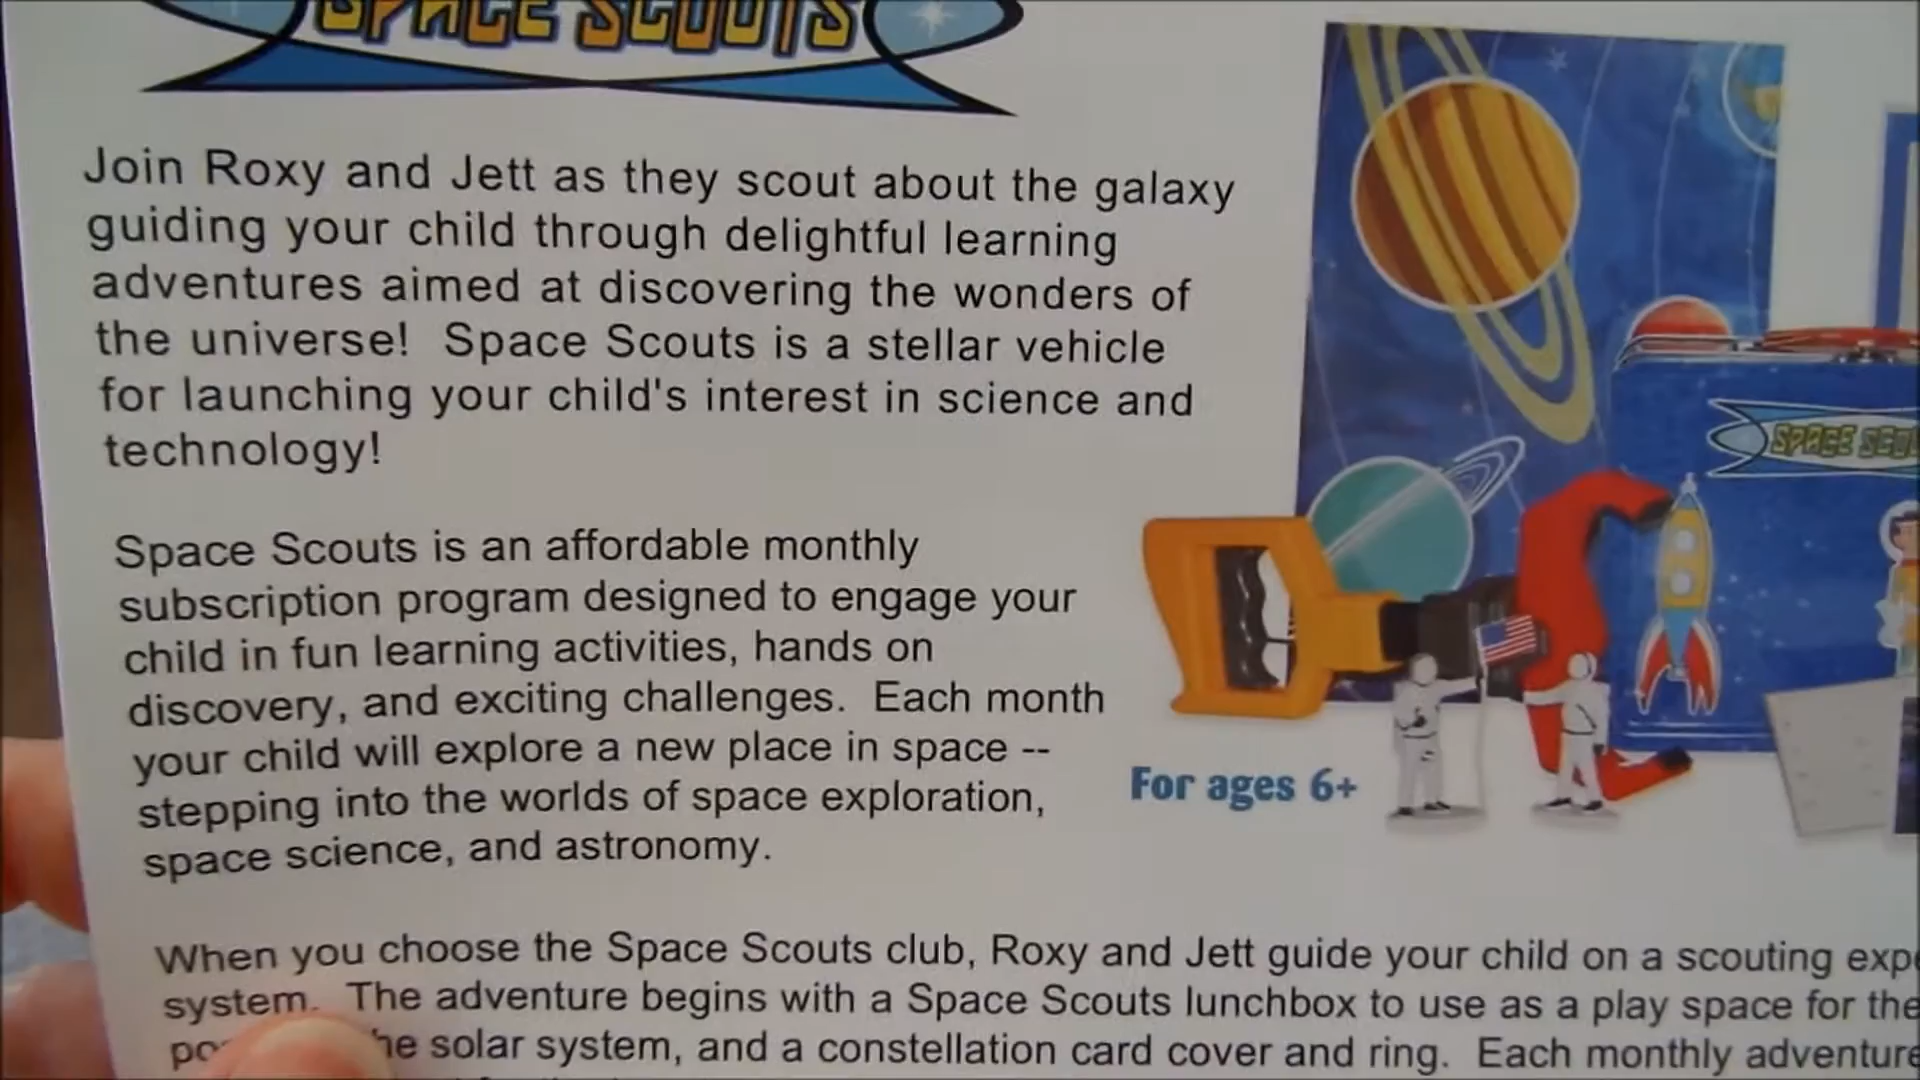 SPACE SCOUTS
Join Roxy and Jett as they scout about the galaxy
guiding your child through delightful learning
adventures aimed at discovering the wonders of
the universe! Space Scouts is a stellar vehicle
for launching your child's interest in science and
technology!
SPACE
Space Scouts is an affordable monthly
subscription program designed to engage your
child in fun learning activities, hands on
discovery, and exciting challenges. Each month
your child will explore a new place in space --
stepping into the worlds of space exploration,
space science, and astronomy.
For ages 6+
When you choose the Space Scouts club, Roxy and Jett guide your child on a scouting
system. The adventure begins with a Space Scouts lunchbox to use as a play space for the
solar system, and a constellation card cover and ring. Each monthly adventure